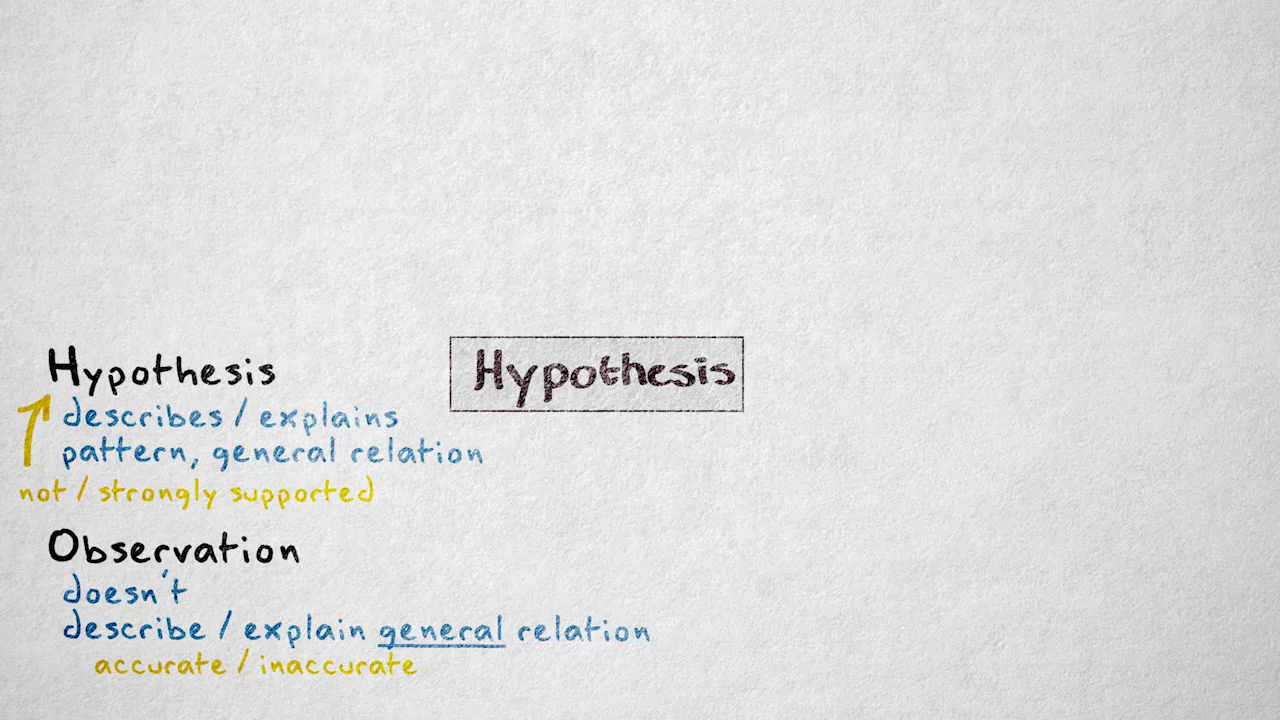 Hypothesis
Hypothesis
describes / explains
pattern, general relation
not / strongly supported
Observation
doesn't
describe / explain general relation
accurate / inaccurate